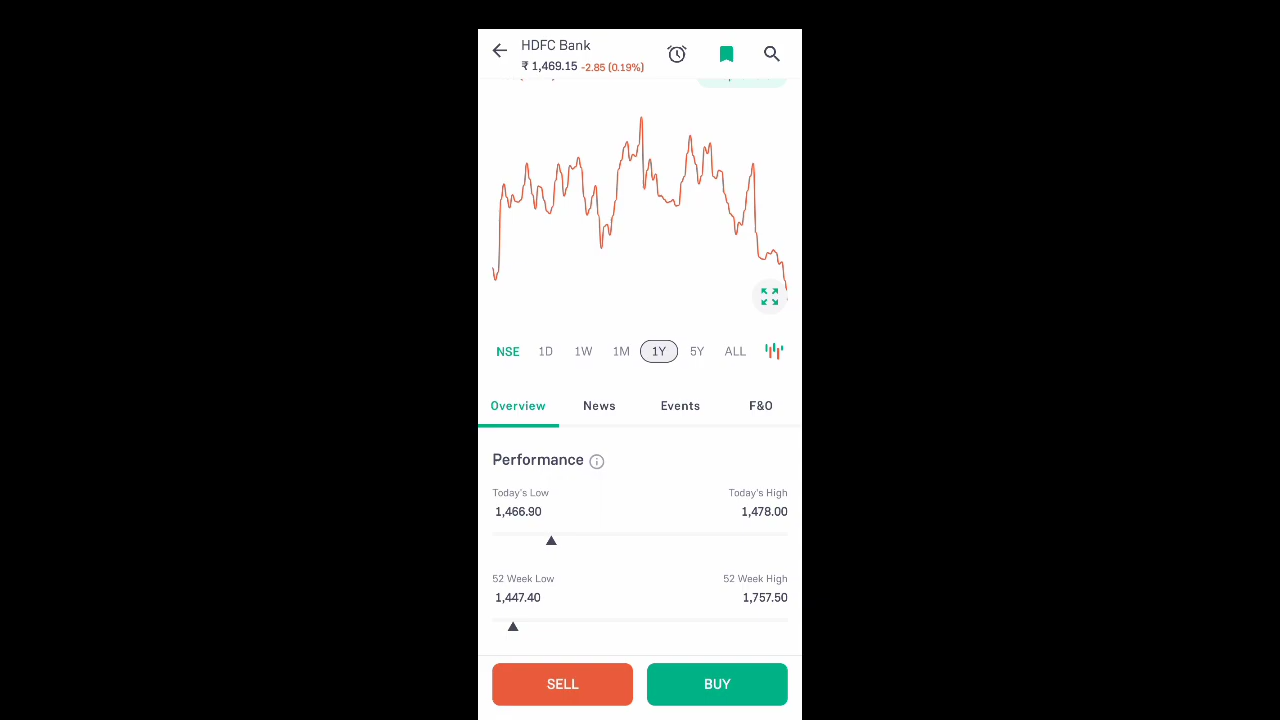 HDFC Bank
₹ 1,469.15 -2.85 (0.19%)
NSE 1D 1W 1M 1Y 5Y ALL
Overview News Events F&O
Performance
Today's Low Today's High
1,466.90 1,478.00
52 Week Low 52 Week High
1,447.40 1,757.50
SELL BUY